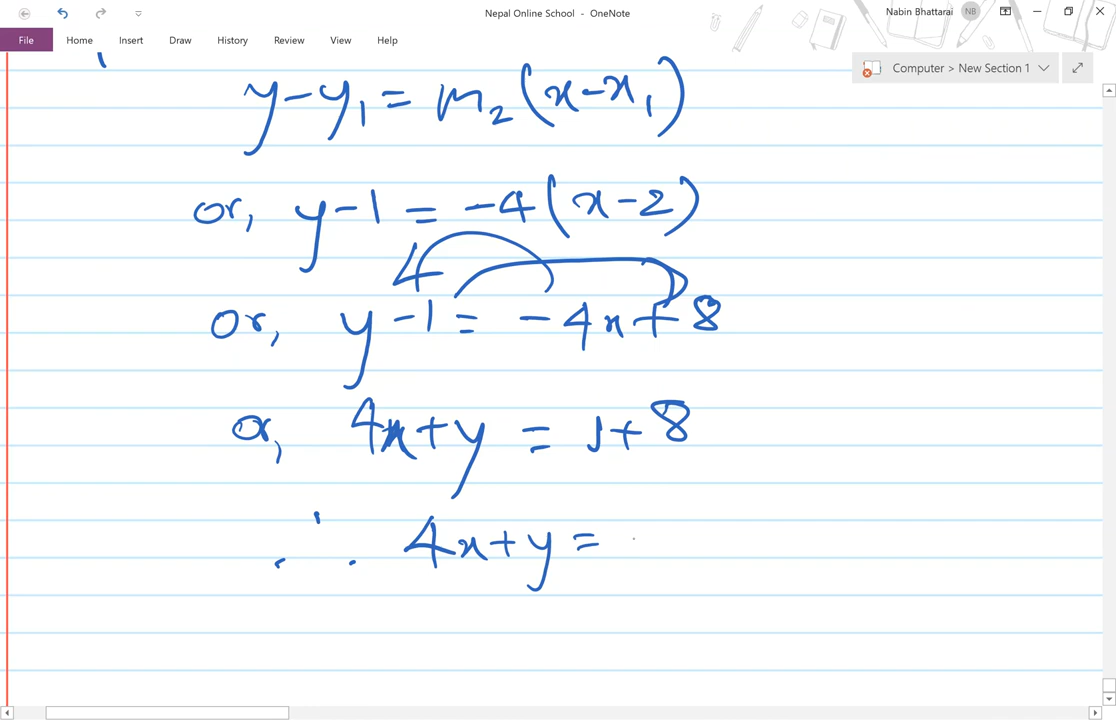 Nepal Online School - OneNote
Nabin Bhattarai NB
File Home Insert Draw History Review View Help
Computer > New Section 1
y-y₁ = m₂(x-x₁)
or, y-1 = -4(x-2)
4
or, y-1 = -4x+8
or, 4x+y = 1+8
∴ 4x+y =